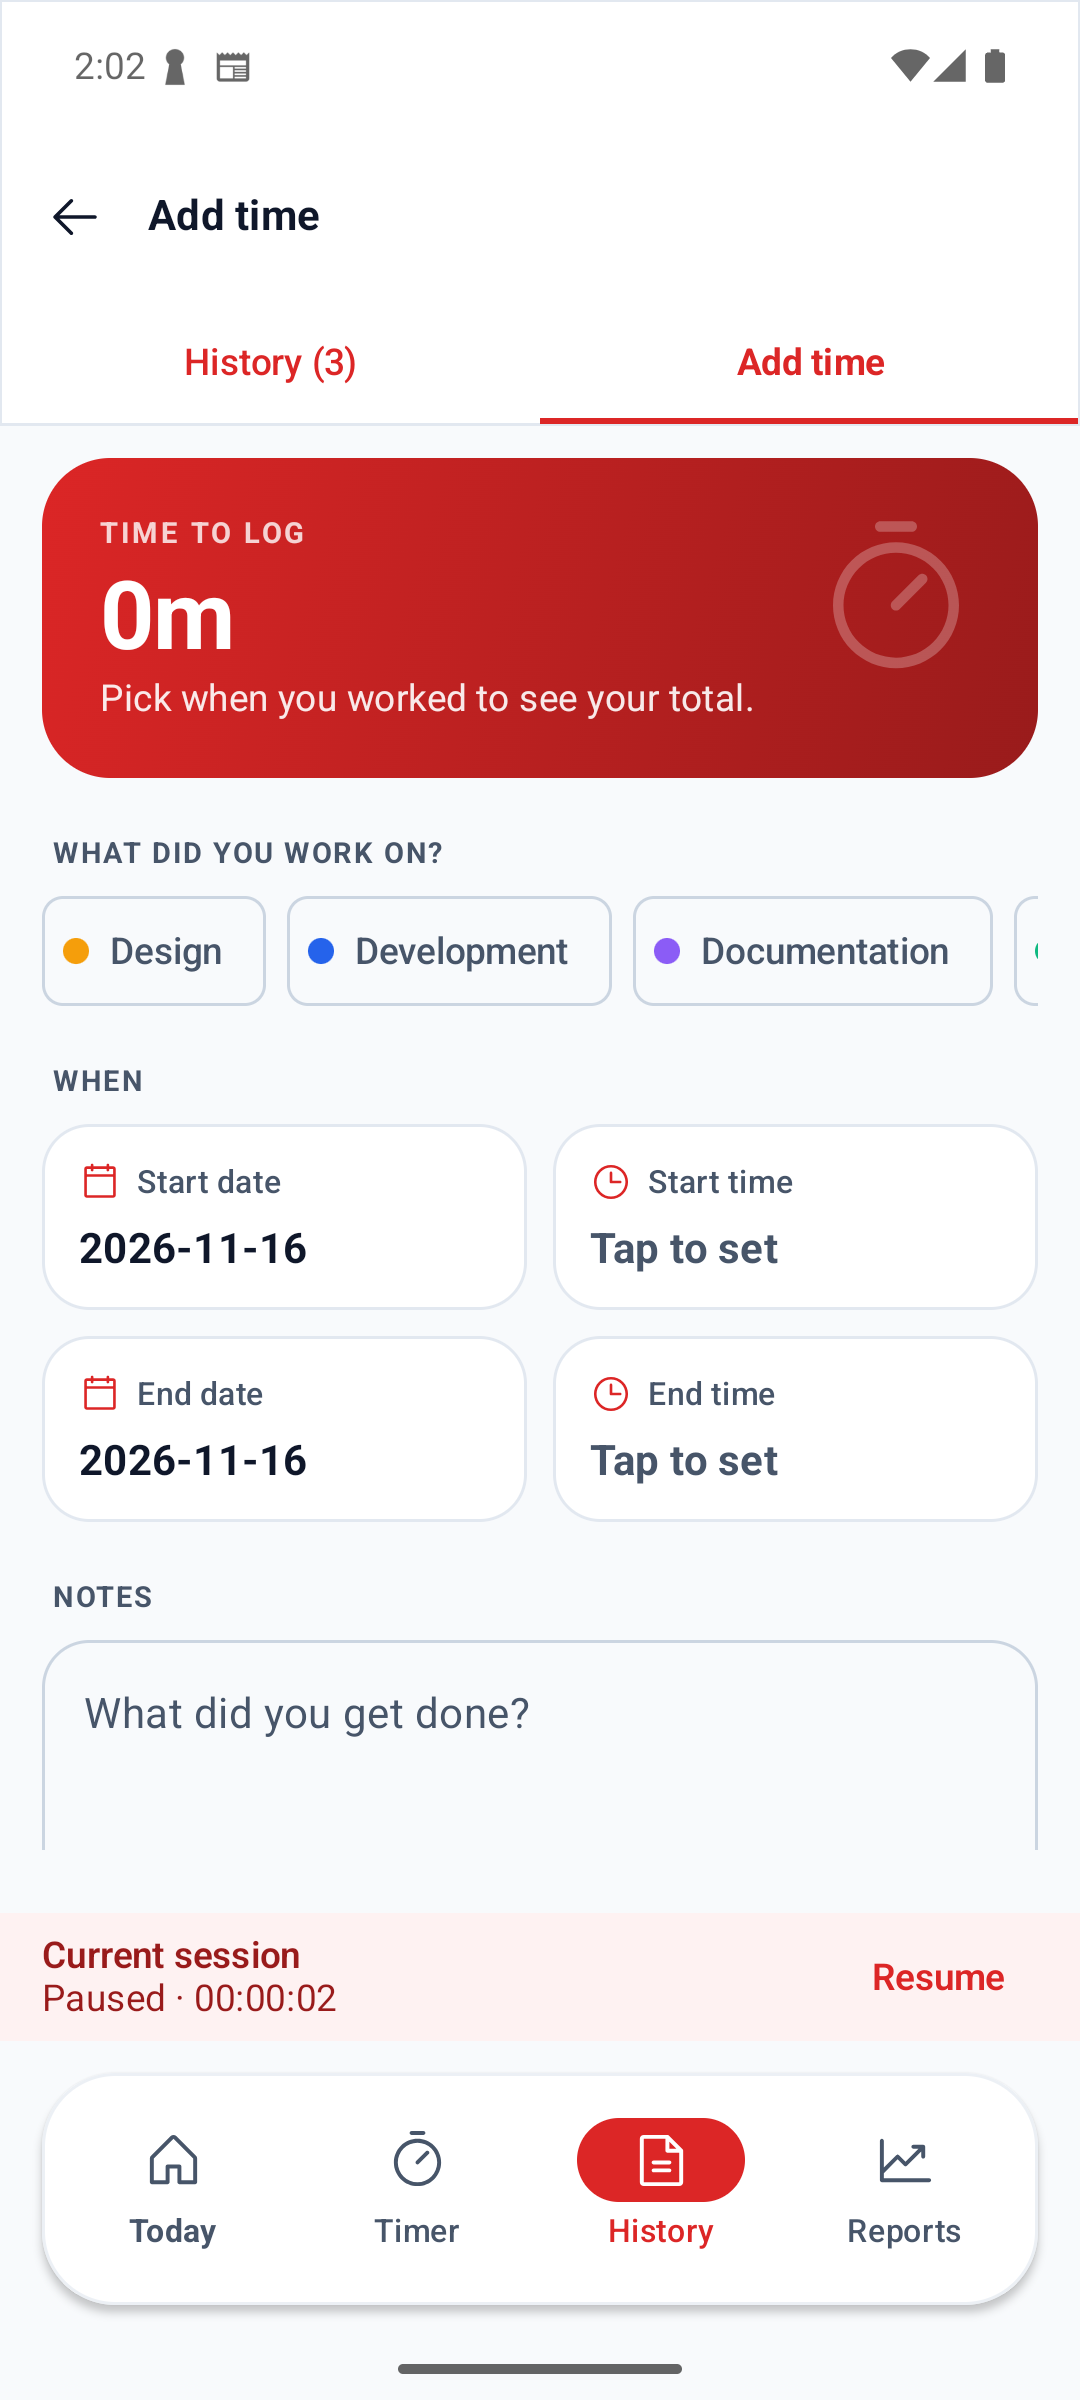 2:02
Add time
History (3)
Add time
TIME TO LOG
0m
Pick when you worked to see your total.
WHAT DID YOU WORK ON?
Design
Development
Documentation
WHEN
Start date
2026-11-16
Start time
Tap to set
End date
2026-11-16
End time
Tap to set
NOTES
What did you get done?
Current session
Paused · 00:00:02
Resume
Today
Timer
History
Reports